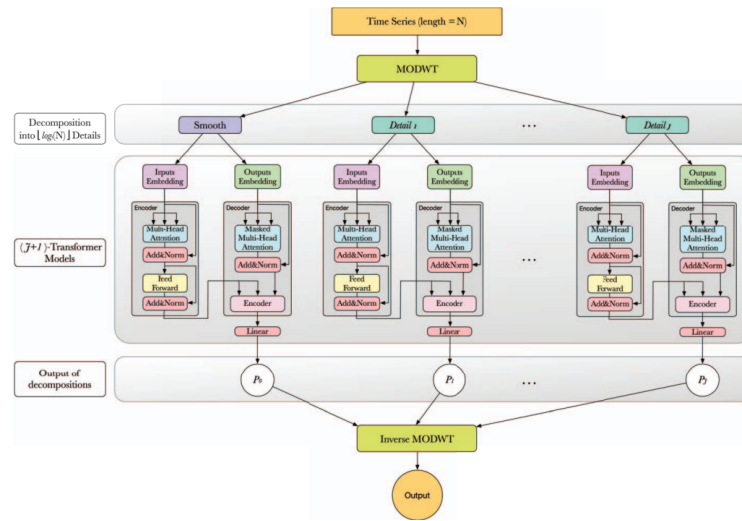 Time Series (length = N)
MODWT
Decomposition
into ⌊ log(N) ⌋ Details
Smooth
Detail 1
...
Detail J
Inputs
Embedding
Outputs
Embedding
Inputs
Embedding
Outputs
Embedding
Inputs
Embedding
Outputs
Embedding
Encoder
Decoder
Encoder
Decoder
Encoder
Decoder
Multi-Head
Attention
Masked
Multi-Head
Attention
Multi-Head
Attention
Masked
Multi-Head
Attention
Multi-Head
Attention
Masked
Multi-Head
Attention
(J+1)-Transformer
Models
Add&Norm
Add&Norm
Add&Norm
Add&Norm
...
Add&Norm
Add&Norm
Feed
Forward
Feed
Forward
Feed
Forward
Add&Norm
Encoder
Add&Norm
Encoder
Add&Norm
Encoder
Linear
Linear
Linear
Output of
decompositions
P0
P1
...
PJ
Inverse MODWT
Output